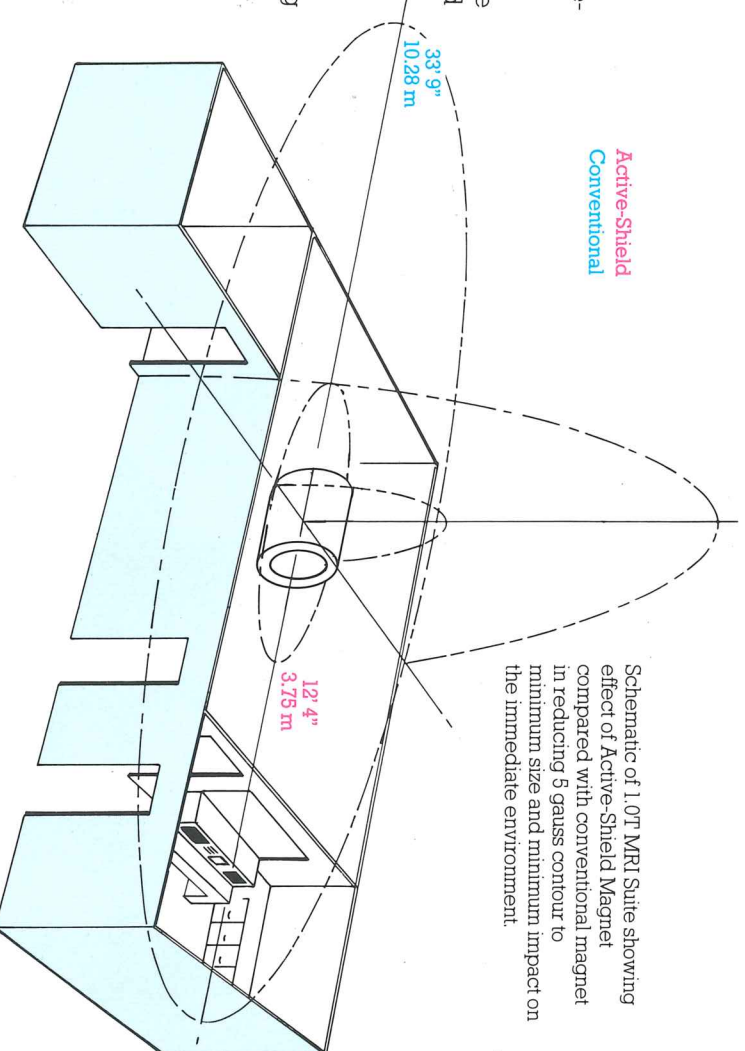 Active-Shield
Conventional
33' 9"
10.28 m
12' 4"
3.75 m
Schematic of 1.0T MRI Suite showing
effect of Active-Shield Magnet
compared with conventional magnet
in reducing 5 gauss contour to
minimum size and minimum impact on
the immediate environment.